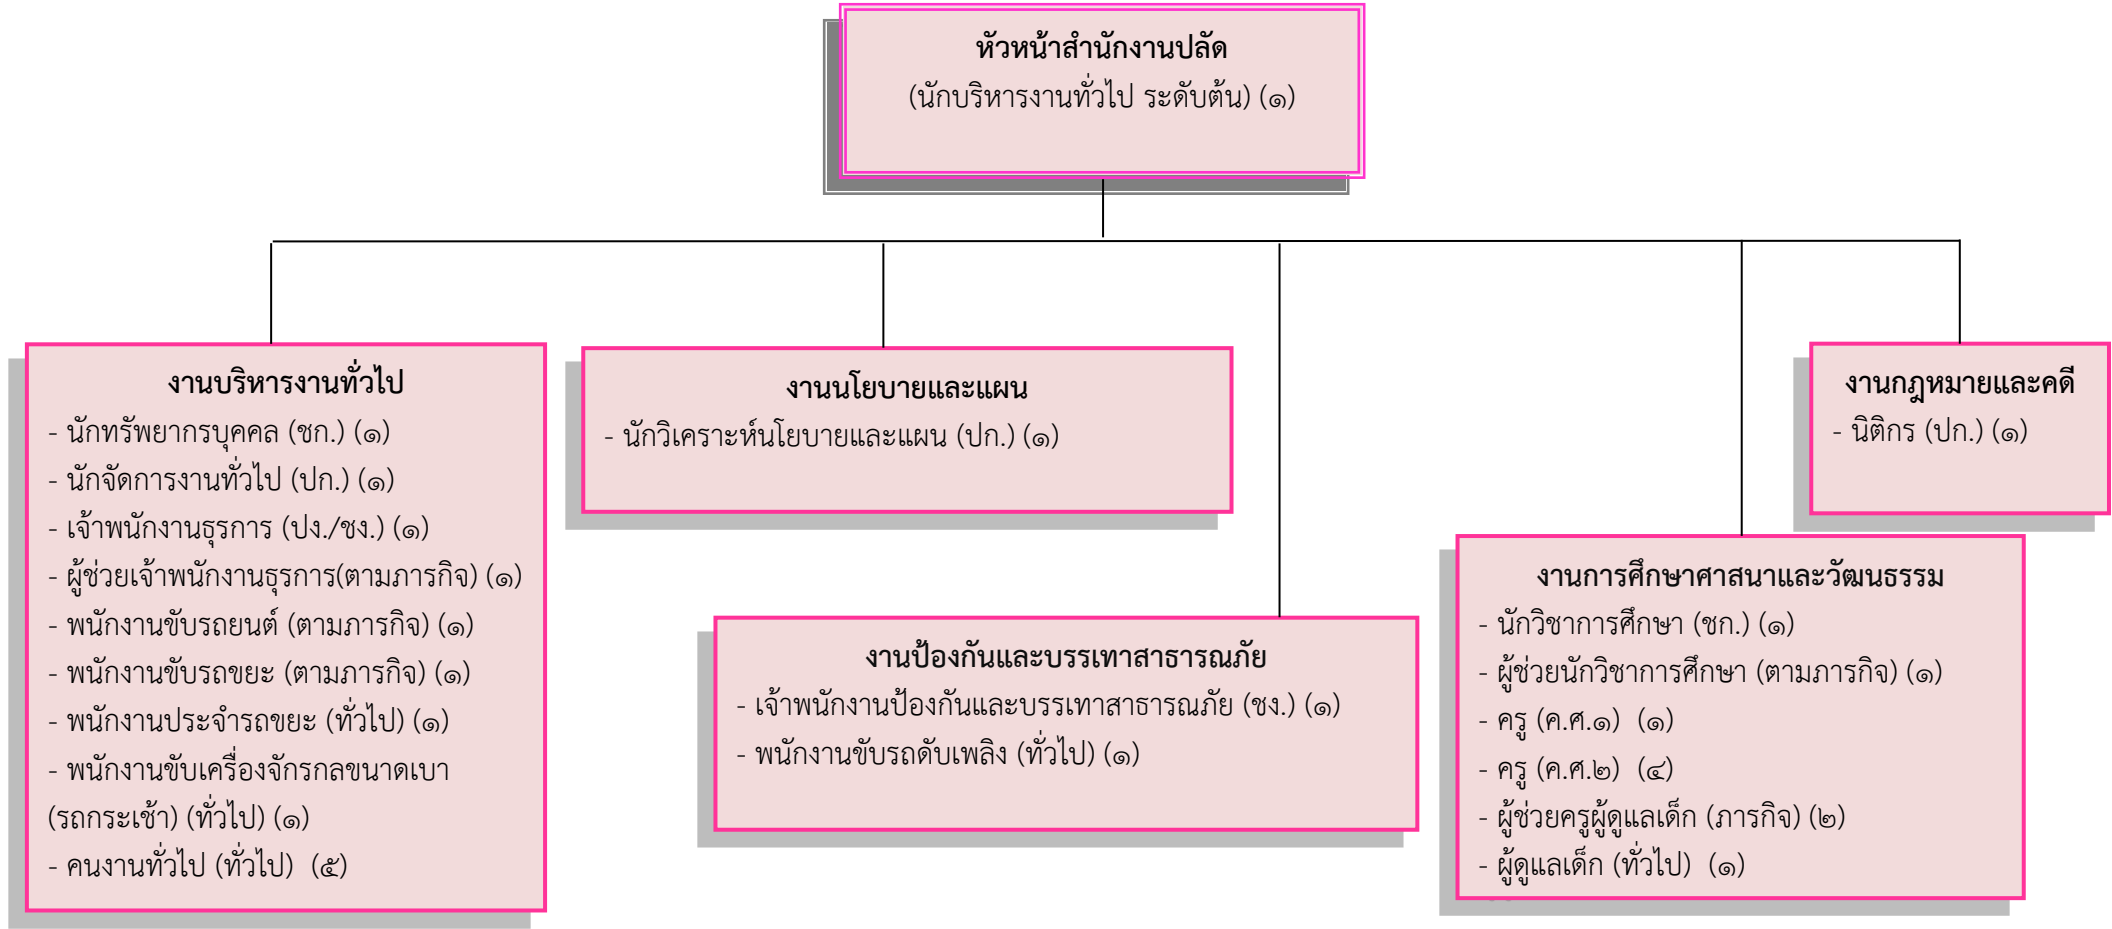 หัวหน้าสำนักงานปลัด
(นักบริหารงานทั่วไป ระดับต้น) (๑)
งานบริหารงานทั่วไป
- นักทรัพยากรบุคคล (ชก.) (๑)
- นักจัดการงานทั่วไป (ปก.) (๑)
- เจ้าพนักงานธุรการ (ปง./ชง.) (๑)
- ผู้ช่วยเจ้าพนักงานธุรการ(ตามภารกิจ) (๑)
- พนักงานขับรถยนต์ (ตามภารกิจ) (๑)
- พนักงานขับรถขยะ (ตามภารกิจ) (๑)
- พนักงานประจำรถขยะ (ทั่วไป) (๑)
- พนักงานขับเครื่องจักรกลขนาดเบา
(รถกระเช้า) (ทั่วไป) (๑)
- คนงานทั่วไป (ทั่วไป) (๕)
งานนโยบายและแผน
- นักวิเคราะห์นโยบายและแผน (ปก.) (๑)
งานป้องกันและบรรเทาสาธารณภัย
- เจ้าพนักงานป้องกันและบรรเทาสาธารณภัย (ชง.) (๑)
- พนักงานขับรถดับเพลิง (ทั่วไป) (๑)
งานการศึกษาศาสนาและวัฒนธรรม
- นักวิชาการศึกษา (ชก.) (๑)
- ผู้ช่วยนักวิชาการศึกษา (ตามภารกิจ) (๑)
- ครู (ค.ศ.๑) (๑)
- ครู (ค.ศ.๒) (๔)
- ผู้ช่วยครูผู้ดูแลเด็ก (ภารกิจ) (๒)
- ผู้ดูแลเด็ก (ทั่วไป) (๑)
งานกฎหมายและคดี
- นิติกร (ปก.) (๑)